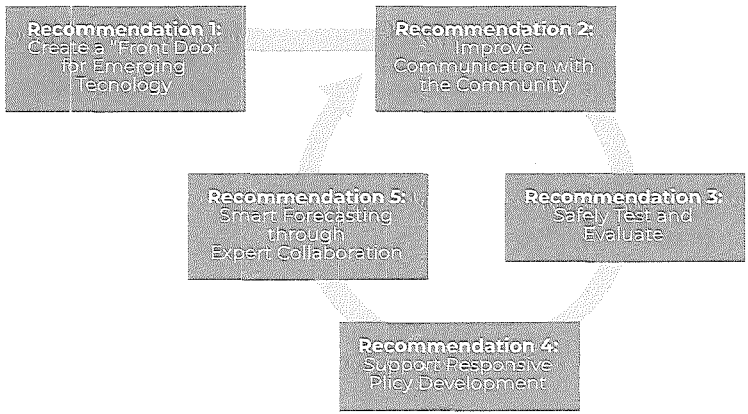 Recommendation 1:
Create a "Front Door
for Emerging
Tecnology
Recommendation 2:
Improve
Communication with
the Community
Recommendation 3:
Safely Test and
Evaluate
Recommendation 4:
Support Responsive
Plicy Development
Recommendation 5:
Smart Forecasting
through
Expert Collaboration